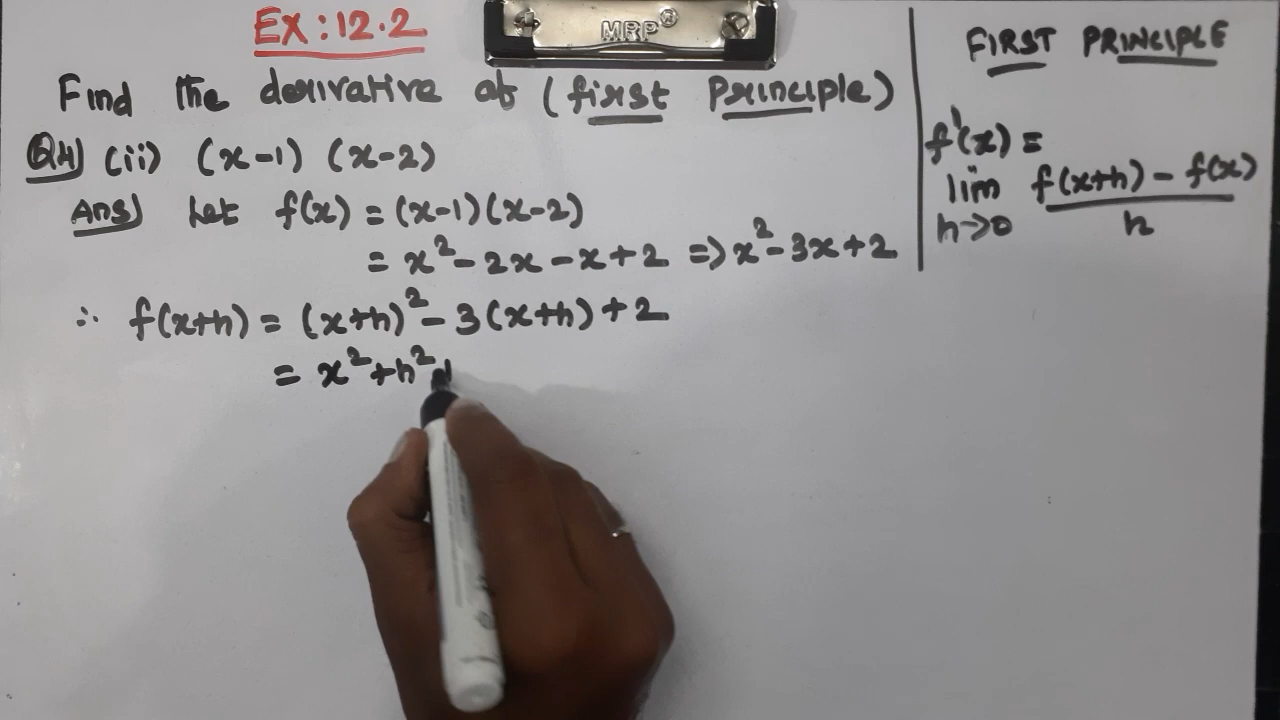 EX:12.2
MRP®
Find the derivative of (first principle)
Q4) (ii) (x-1) (x-2)
Ans) Let f(x) = (x-1)(x-2)
= x² - 2x - x + 2 => x² - 3x + 2
∴ f(x+h) = (x+h)² - 3(x+h) + 2
= x² + h²
FIRST PRINCIPLE
f'(x) =
lim f(x+h) - f(x)
h→0 h